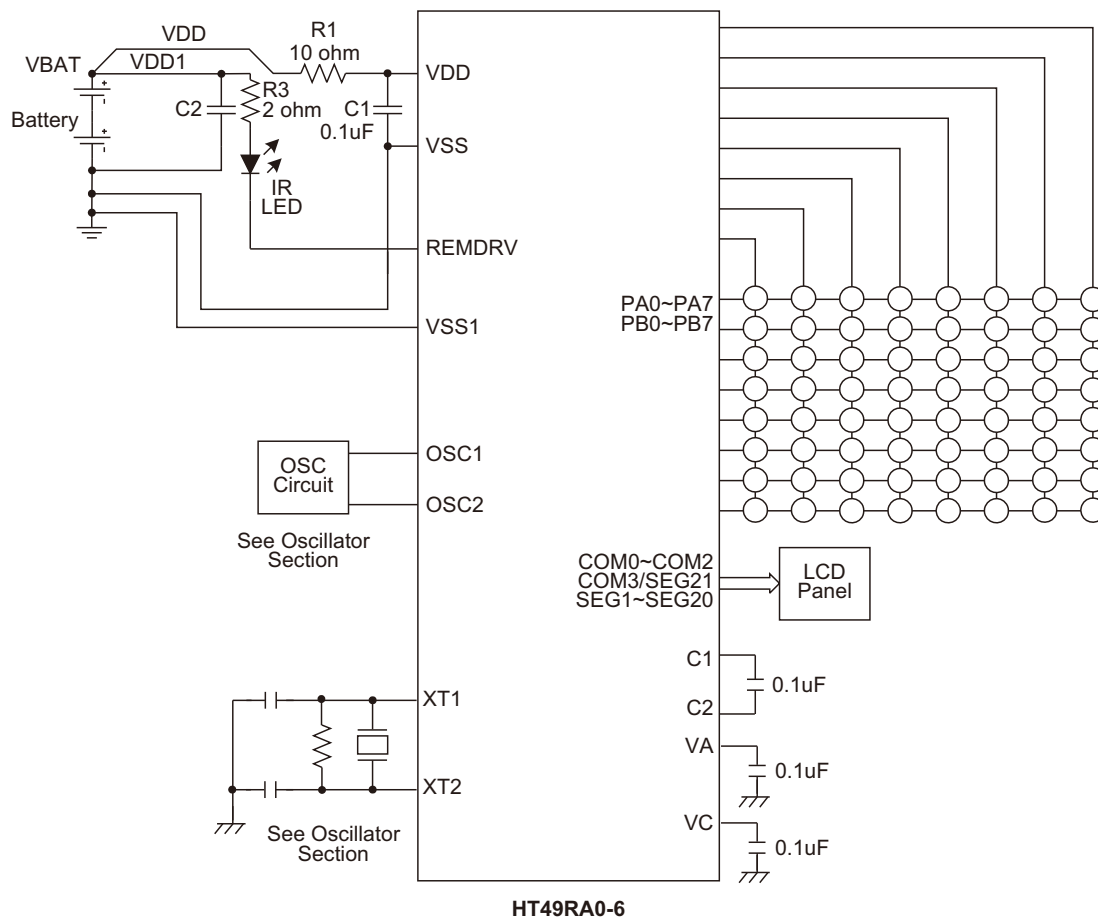 VDD
VBAT
VDD1
R1
10 ohm
VDD
R3
2 ohm
C2
C1
0.1uF
Battery
+
-
+
-
VSS
IR
LED
REMDRV
VSS1
PA0~PA7
PB0~PB7
OSC
Circuit
OSC1
OSC2
See Oscillator
Section
COM0~COM2
COM3/SEG21
SEG1~SEG20
LCD
Panel
C1
0.1uF
C2
VA
0.1uF
VC
0.1uF
XT1
XT2
See Oscillator
Section
HT49RA0-6